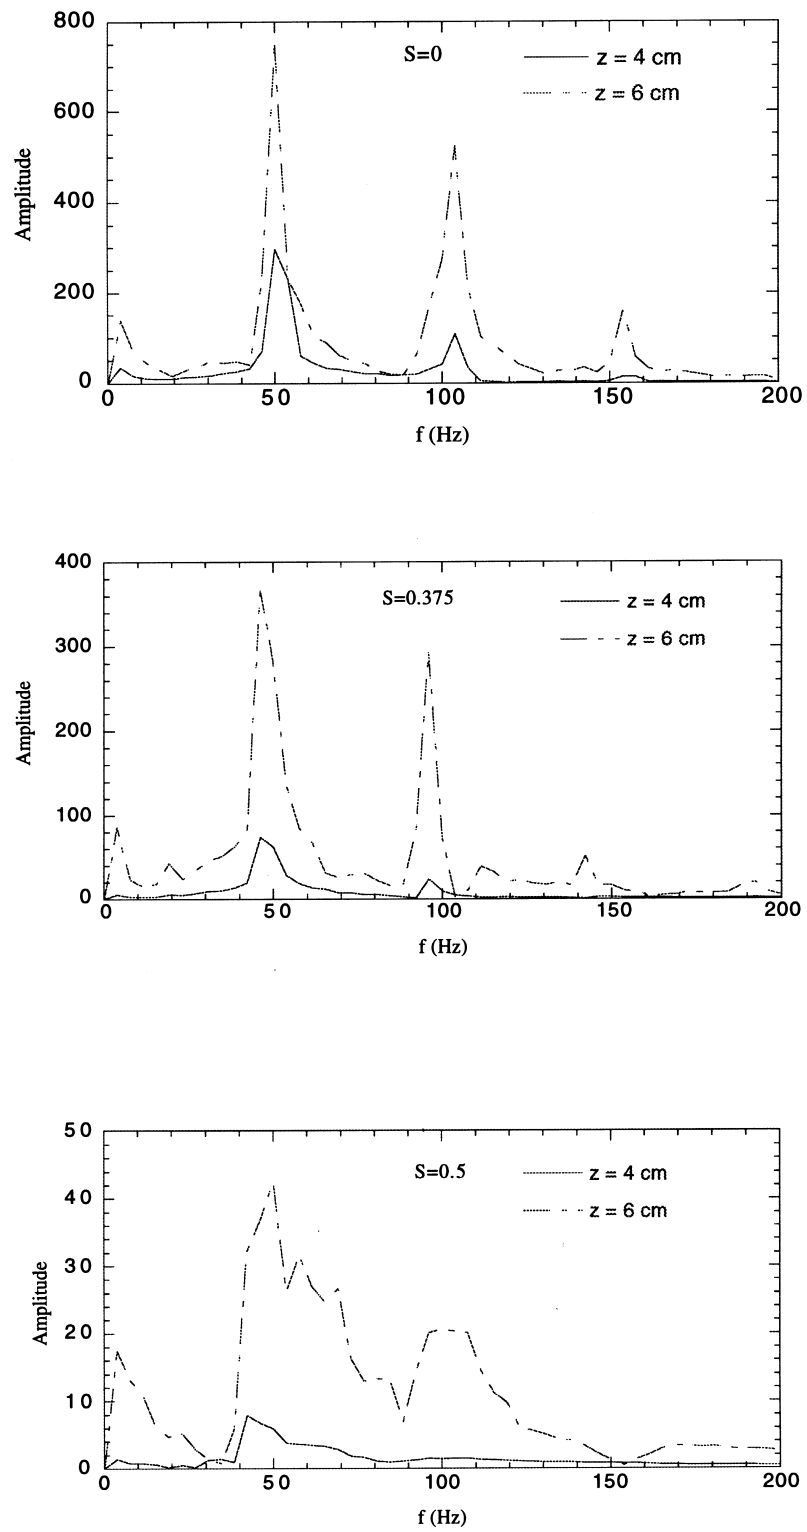 800
S=0
z = 4 cm
z = 6 cm
600
Amplitude
400
200
0
0 50 100 150 200
f (Hz)
400
S=0.375
z = 4 cm
z = 6 cm
300
Amplitude
200
100
0
0 50 100 150 200
f (Hz)
50
S=0.5
z = 4 cm
z = 6 cm
40
30
Amplitude
20
10
0
0 50 100 150 200
f (Hz)